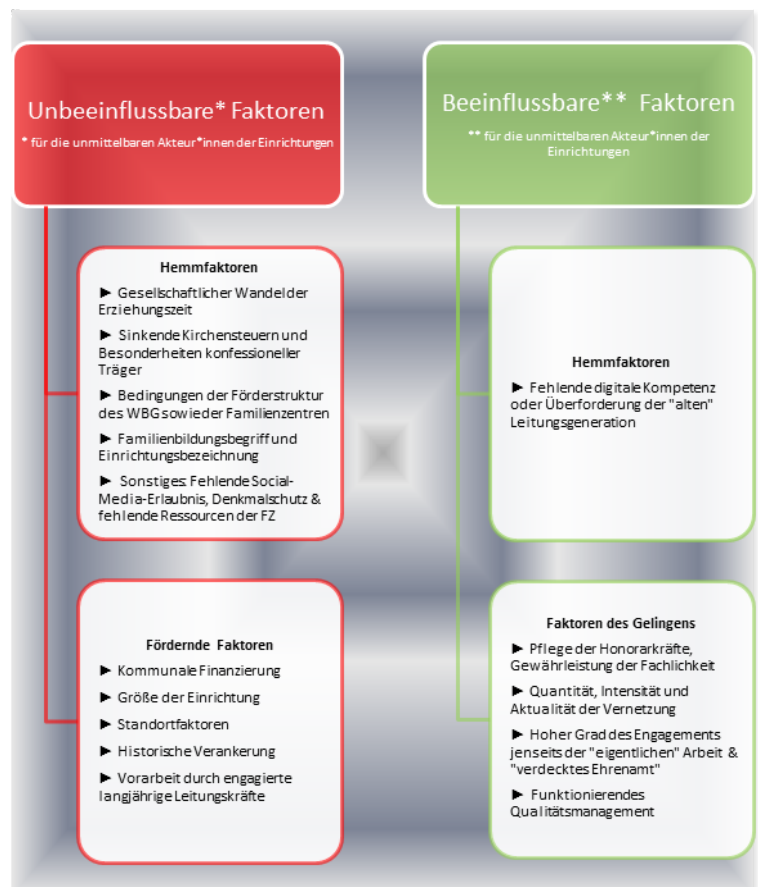 Unbeeinflussbare* Faktoren
* für die unmittelbaren Akteur*innen der Einrichtungen
Hemmfaktoren
► Gesellschaftlicher Wandel der
Erziehungszeit
► Sinkende Kirchensteuern und
Besonderheiten konfessioneller
Träger
► Bedingungen der Förderstruktur
des WBG sowie der Familienzentren
► Familienbildungsbegriff und
Einrichtungsbezeichnung
► Sonstiges: Fehlende Social-
Media-Erlaubnis, Denkmalschutz &
fehlende Ressourcen der FZ
Fördernde Faktoren
► Kommunale Finanzierung
► Größe der Einrichtung
► Standortfaktoren
► Historische Verankerung
► Vorarbeit durch engagierte
langjährige Leitungskräfte
Beeinflussbare** Faktoren
** für die unmittelbaren Akteur*innen der
Einrichtungen
Hemmfaktoren
► Fehlende digitale Kompetenz
oder Überforderung der "alten"
Leitungsgeneration
Faktoren des Gelingens
► Pflege der Honorarkräfte,
Gewährleistung der Fachlichkeit
► Quantität, Intensität und
Aktualität der Vernetzung
► Hoher Grad des Engagements
jenseits der "eigentlichen" Arbeit &
"verdecktes Ehrenamt"
► Funktionierendes
Qualitätsmanagement